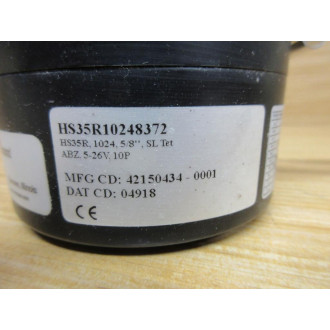 HS35R10248372
HS35R, 1024, 5/8", SL Tet
ABZ, 5-26V, 10P
MFG CD: 42150434 - 0001
DAT CD: 04918
CE